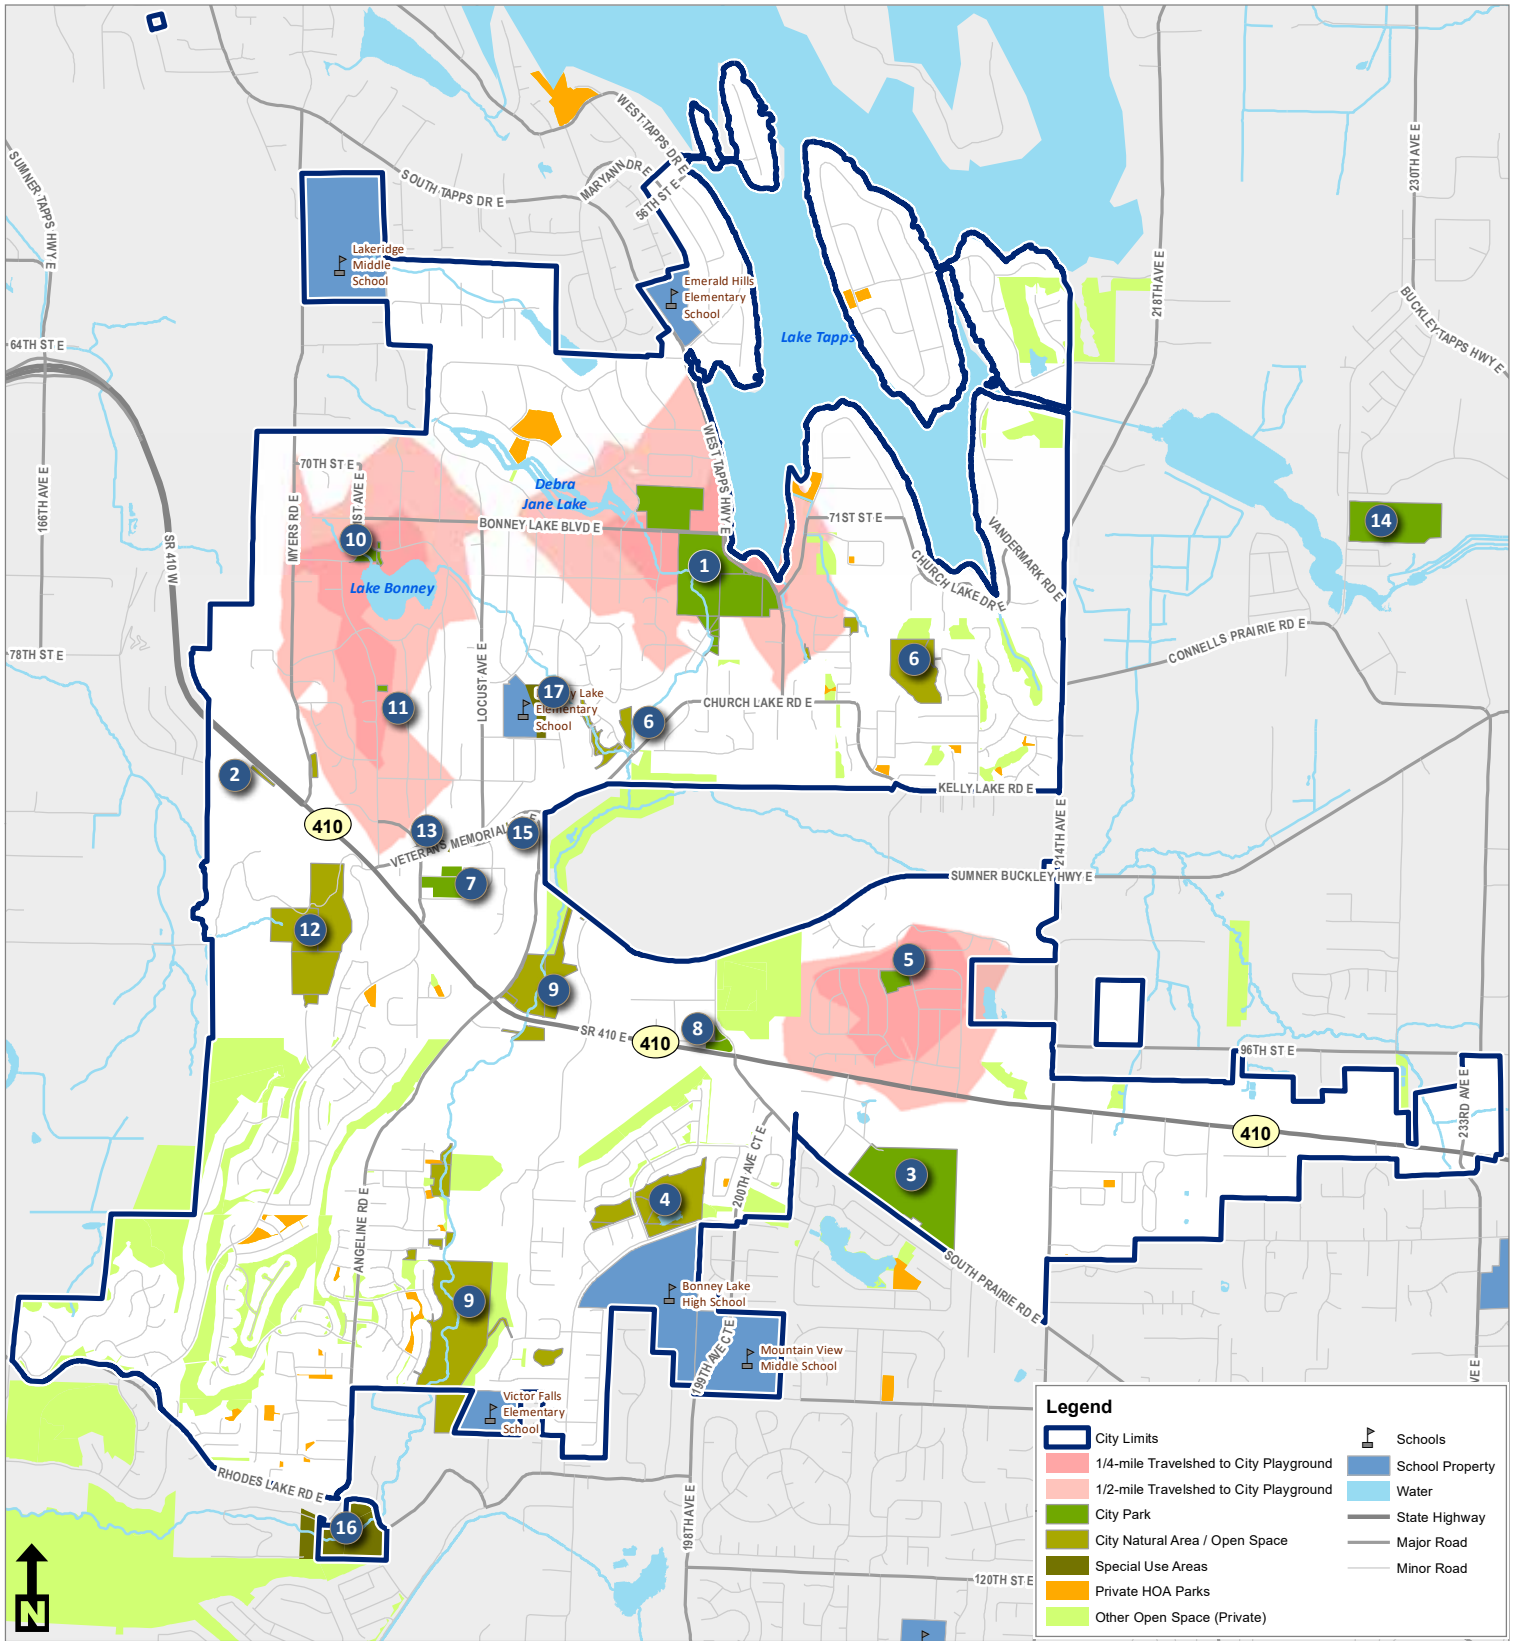 WEST TAPPS DR E
SUMNER TAPPS HWY E
SOUTH TAPPS DR E
MARYANN DR E
56TH ST E
230TH AVE E
218TH AVE E
Lakeridge
Middle
School
Emerald Hills
Elementary
School
Lake Tapps
BUCKLEY TAPPS HWY E
64TH ST E
WEST TAPPS HWY E
70TH ST E
166TH AVE E
SR 410 W
MYERS RD E
Debra
Jane Lake
BONNEY LAKE BLVD E
71ST ST E
VANDERMARK RD E
14
10
1
CHURCH LAKE DR E
Lake Bonney
CONNELLS PRAIRIE RD E
78TH ST E
LOCUST AVE E
6
17
y Lake
Elementary
School
11
6
CHURCH LAKE RD E
2
KELLY LAKE RD E
410
13
VETERANS MEMORIAL
15
214TH AVE E
7
SUMNER BUCKLEY HWY E
12
5
9
SR 410 E
410
8
96TH ST E
233RD AVE E
410
200TH AVE CT E
3
4
ANGELINE RD E
SOUTH PRAIRIE RD E
Bonney Lake
High School
9
199TH AVE CT E
Mountain View
Middle School
Victor Falls
Elementary
School
RHODES LAKE RD E
16
198TH AVE E
120TH ST E
VE E
N
Legend
City Limits
1/4-mile Travelshed to City Playground
1/2-mile Travelshed to City Playground
City Park
City Natural Area / Open Space
Special Use Areas
Private HOA Parks
Other Open Space (Private)
Schools
School Property
Water
State Highway
Major Road
Minor Road